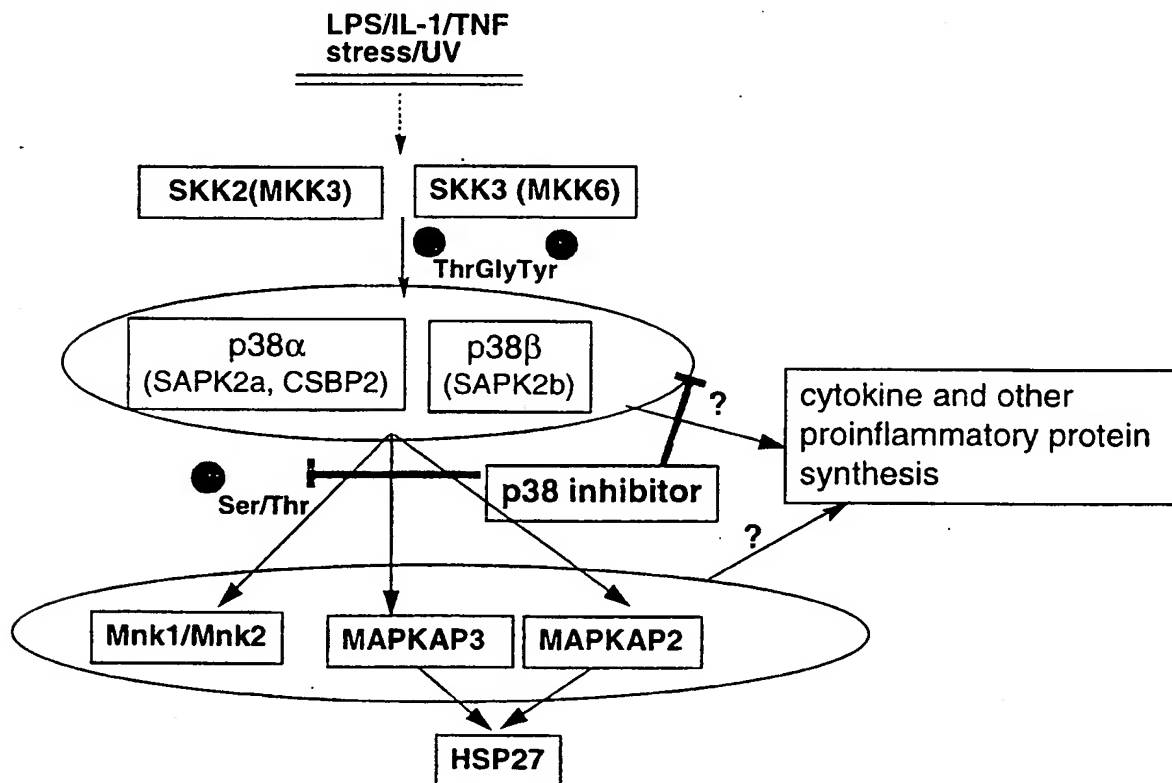 LPS/IL-1/TNF
stress/UV
SKK2(MKK3)
SKK3 (MKK6)
ThrGlyTyr
p38α
(SAPK2a, CSBP2)
p38β
(SAPK2b)
?
cytokine and other
proinflammatory protein
synthesis
Ser/Thr
p38 inhibitor
?
Mnk1/Mnk2
MAPKAP3
MAPKAP2
HSP27